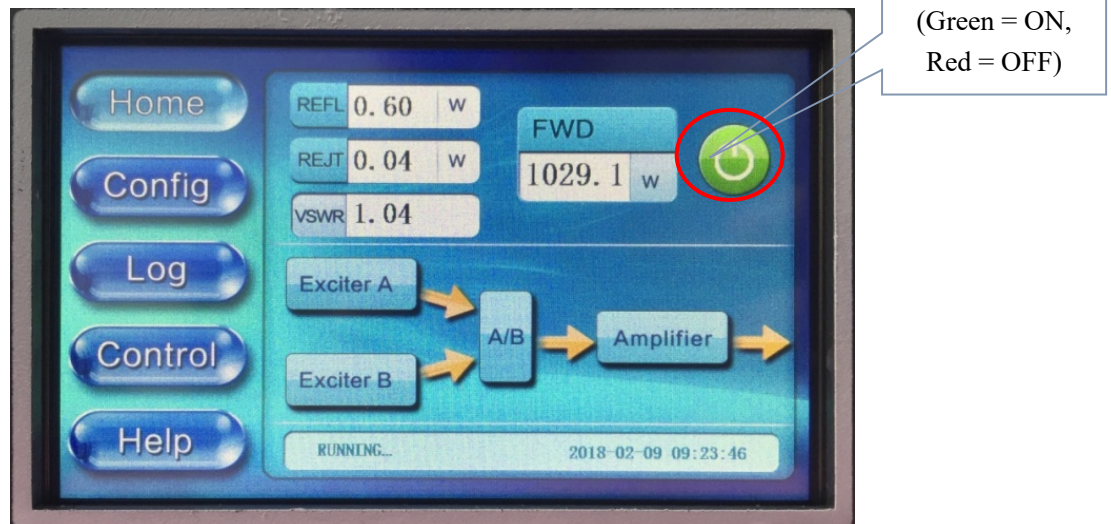 (Green = ON,
Red = OFF)
Home
REFL 0.60 W
FWD
REJT 0.04 W
1029.1 W
Config
VSWR 1.04
Log
Exciter A
A/B
Amplifier
Control
Exciter B
Help
RUNNING...
2018-02-09 09:23:46